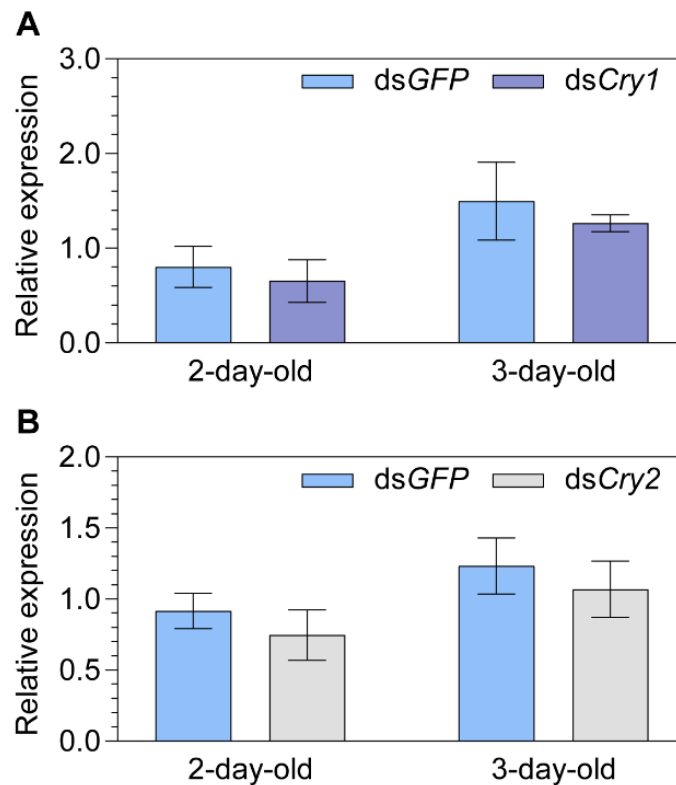 A
Relative expression
3.0
2.0
1.0
0.0
dsGFP dsCry1
2-day-old 3-day-old
B
Relative expression
2.0
1.5
1.0
0.5
0.0
dsGFP dsCry2
2-day-old 3-day-old